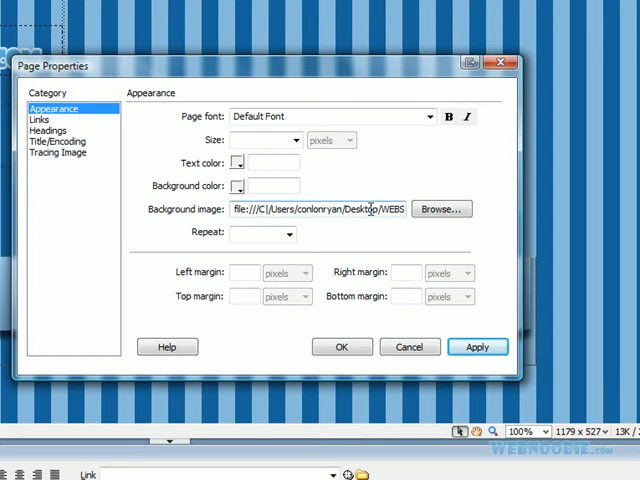 Page Properties
Category
Appearance
Links
Headings
Title/Encoding
Tracing Image
Appearance
Page font: Default Font B I
Size: pixels
Text color:
Background color:
Background image: file:///C|/Users/conlonryan/Desktop/WEBS Browse...
Repeat:
Left margin: pixels Right margin: pixels
Top margin: pixels Bottom margin: pixels
Help OK Cancel Apply
100% 1179 x 527 13K /
WEBNOOBIE.COM
Link